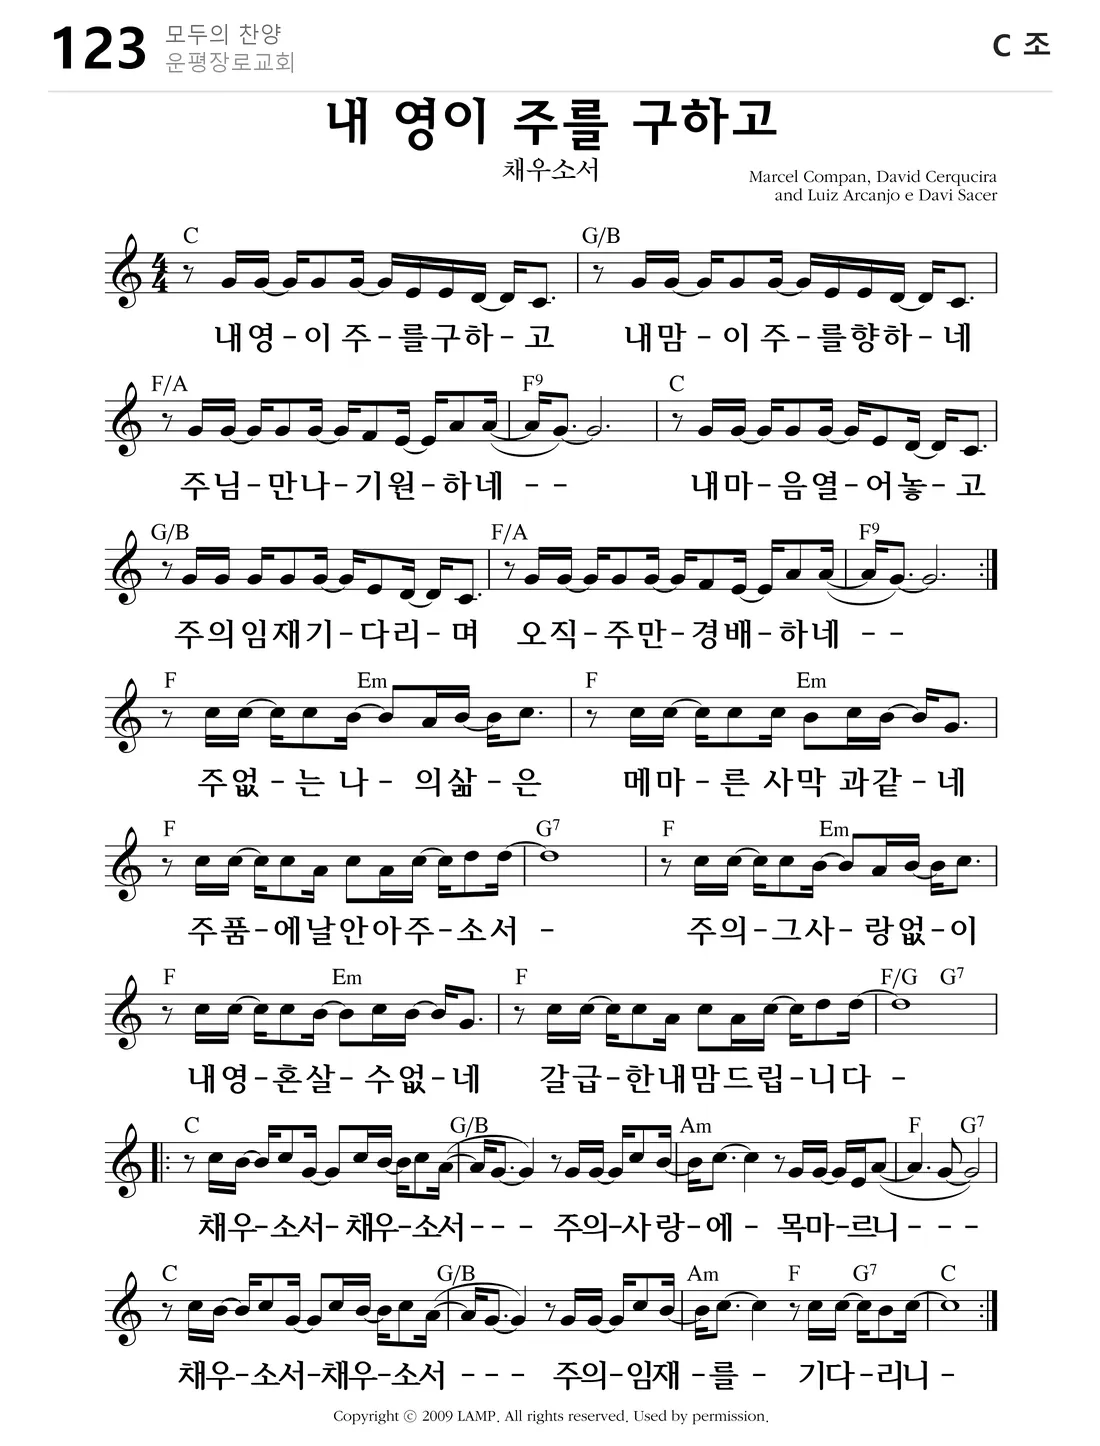 123 모두의 찬양
운평장로교회
C 조
내 영이 주를 구하고
채우소서
Marcel Compan, David Cerqucira
and Luiz Arcanjo e Davi Sacer
C G/B
4/4
내영-이 주-를구하- 고 내맘 - 이 주-를향하- 네
F/A F9 C
주님-만나-기원-하네 - - 내마-음열-어놓- 고
G/B F/A F9
주의임재기-다리- 며 오직-주만-경배-하네 - -
F Em F Em
주없 - 는 나 - 의삶 - 은 메마 - 른 사막 과같 - 네
F G7 F Em
주품-에날안아주-소서 - 주의-그사- 랑없-이
F Em F F/G G7
내영-혼살- 수없-네 갈급-한내맘드립-니다 -
C G/B Am F G7
채우-소서-채우-소서 - - - 주의-사랑-에 - 목마-르니 - - -
C G/B Am F G7 C
채우-소서-채우-소서 - - - 주의-임재 - 를 - 기다-리니 -
Copyright ⓒ 2009 LAMP. All rights reserved. Used by permission.